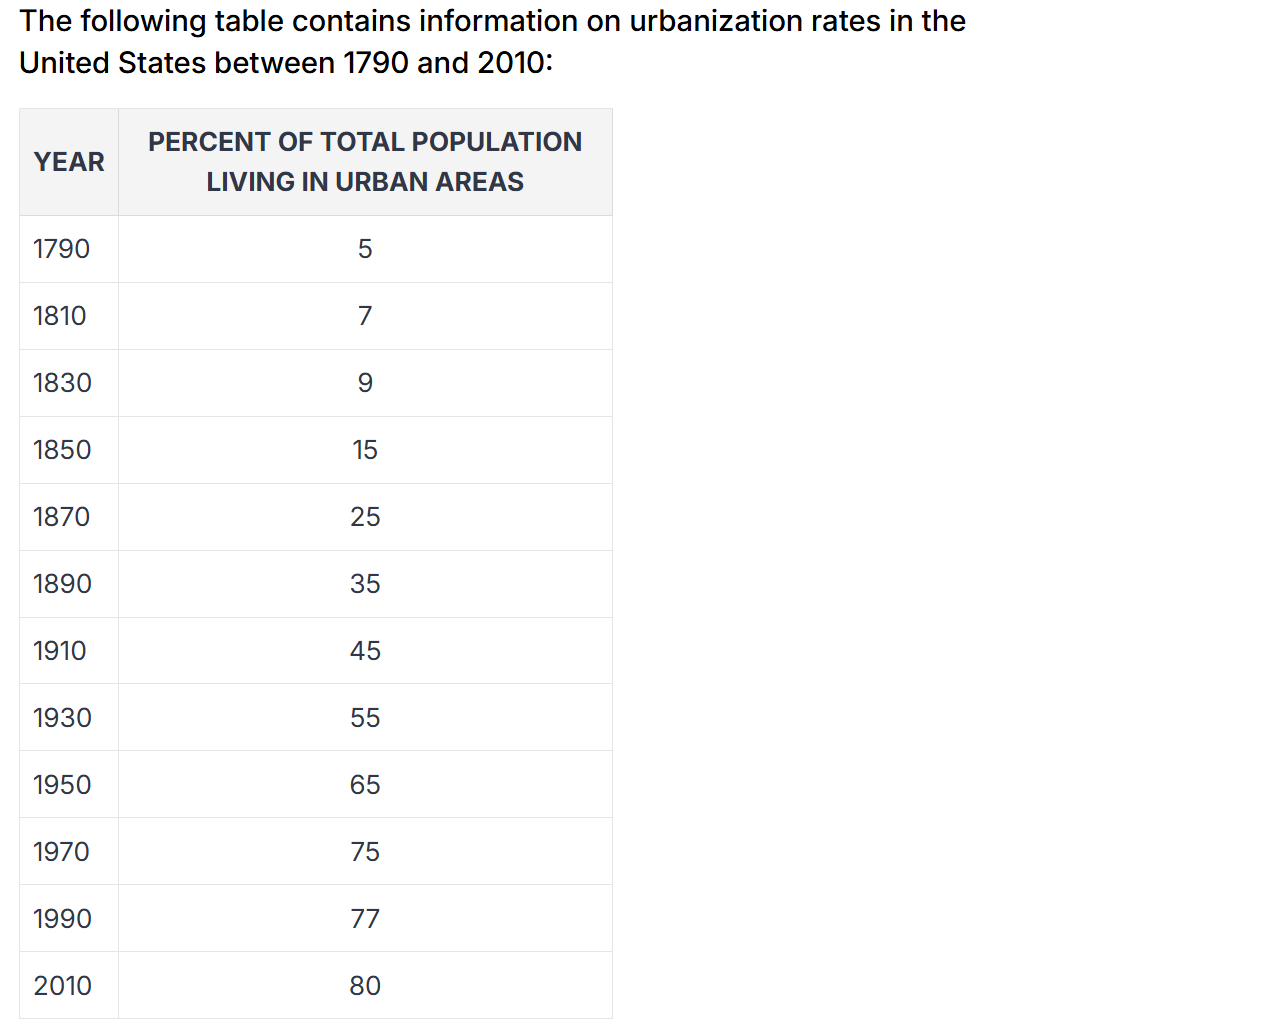 The following table contains information on urbanization rates in the
United States between 1790 and 2010:
YEAR
PERCENT OF TOTAL POPULATION
LIVING IN URBAN AREAS
1790 5
1810 7
1830 9
1850 15
1870 25
1890 35
1910 45
1930 55
1950 65
1970 75
1990 77
2010 80